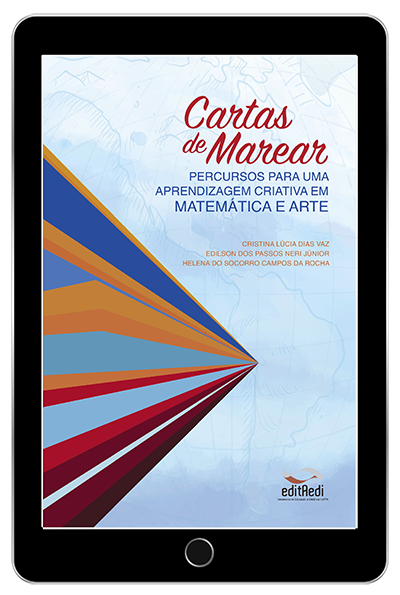 Cartas
de Marear
PERCURSOS PARA UMA
APRENDIZAGEM CRIATIVA EM
MATEMÁTICA E ARTE
CRISTINA LÚCIA DIAS VAZ
EDILSON DOS PASSOS NERI JÚNIOR
HELENA DO SOCORRO CAMPOS DA ROCHA
editAedi